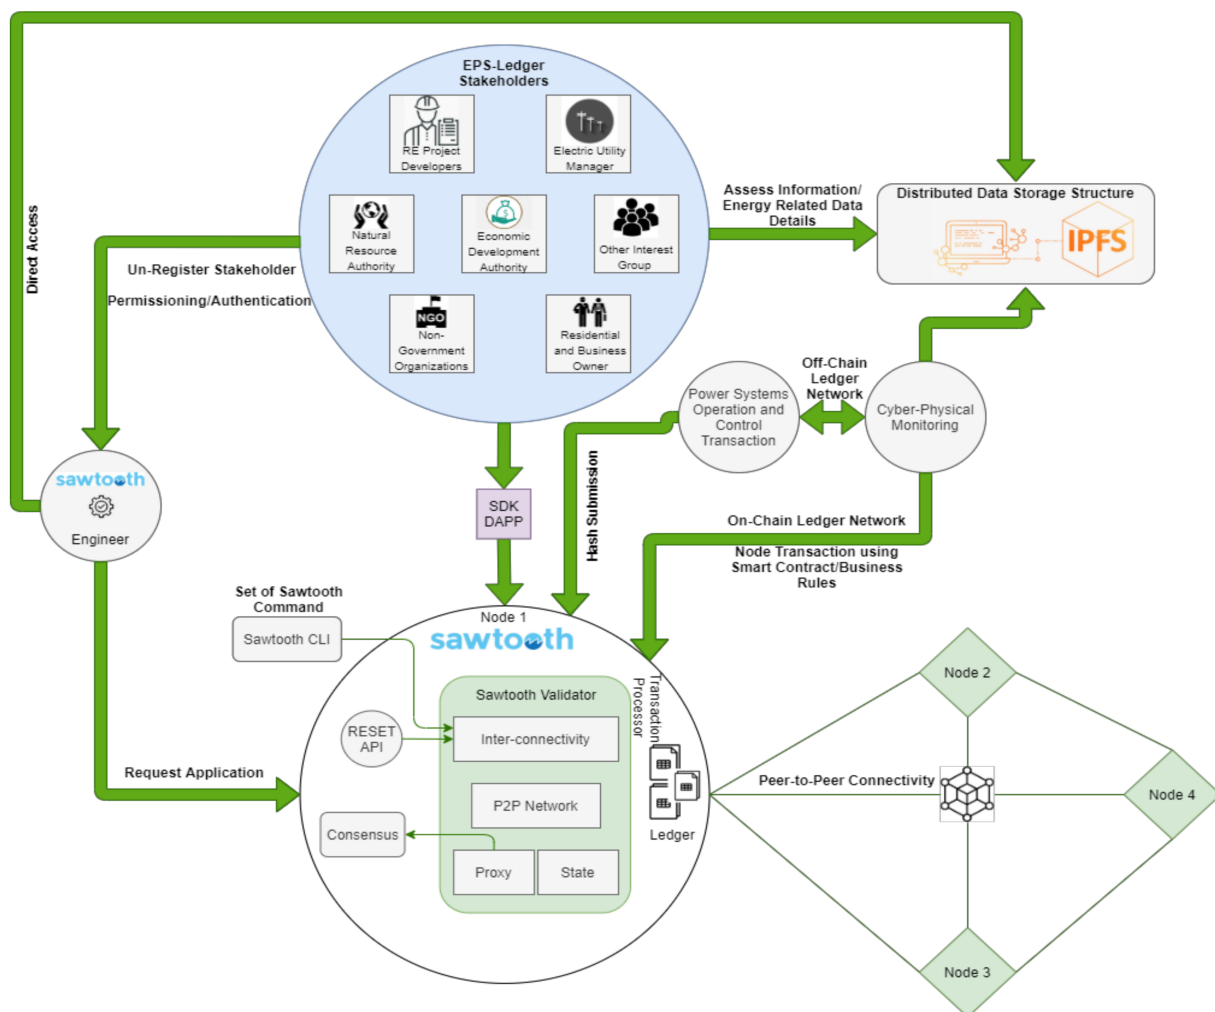 EPS-Ledger
Stakeholders
RE Project
Developers
Electric Utility
Manager
Natural
Resource
Authority
$
Economic
Development
Authority
Other Interest
Group
NGO
Non-
Government
Organizations
Residential
and Business
Owner
Direct Access
Un-Register Stakeholder
Permissioning/Authentication
Assess Information/
Energy Related Data
Details
Distributed Data Storage Structure
IPFS
Off-Chain
Ledger
Network
Power Systems
Operation and
Control
Transaction
Cyber-Physical
Monitoring
sawtooth
Engineer
SDK
DAPP
Hash Submission
On-Chain Ledger Network
Node Transaction using
Smart Contract/Business
Rules
Set of Sawtooth
Command
Sawtooth CLI
Node 1
sawtooth
Transaction
Processor
Sawtooth Validator
RESET
API
Inter-connectivity
P2P Network
Consensus
Proxy
State
Ledger
Request Application
Peer-to-Peer Connectivity
Node 2
Node 4
Node 3